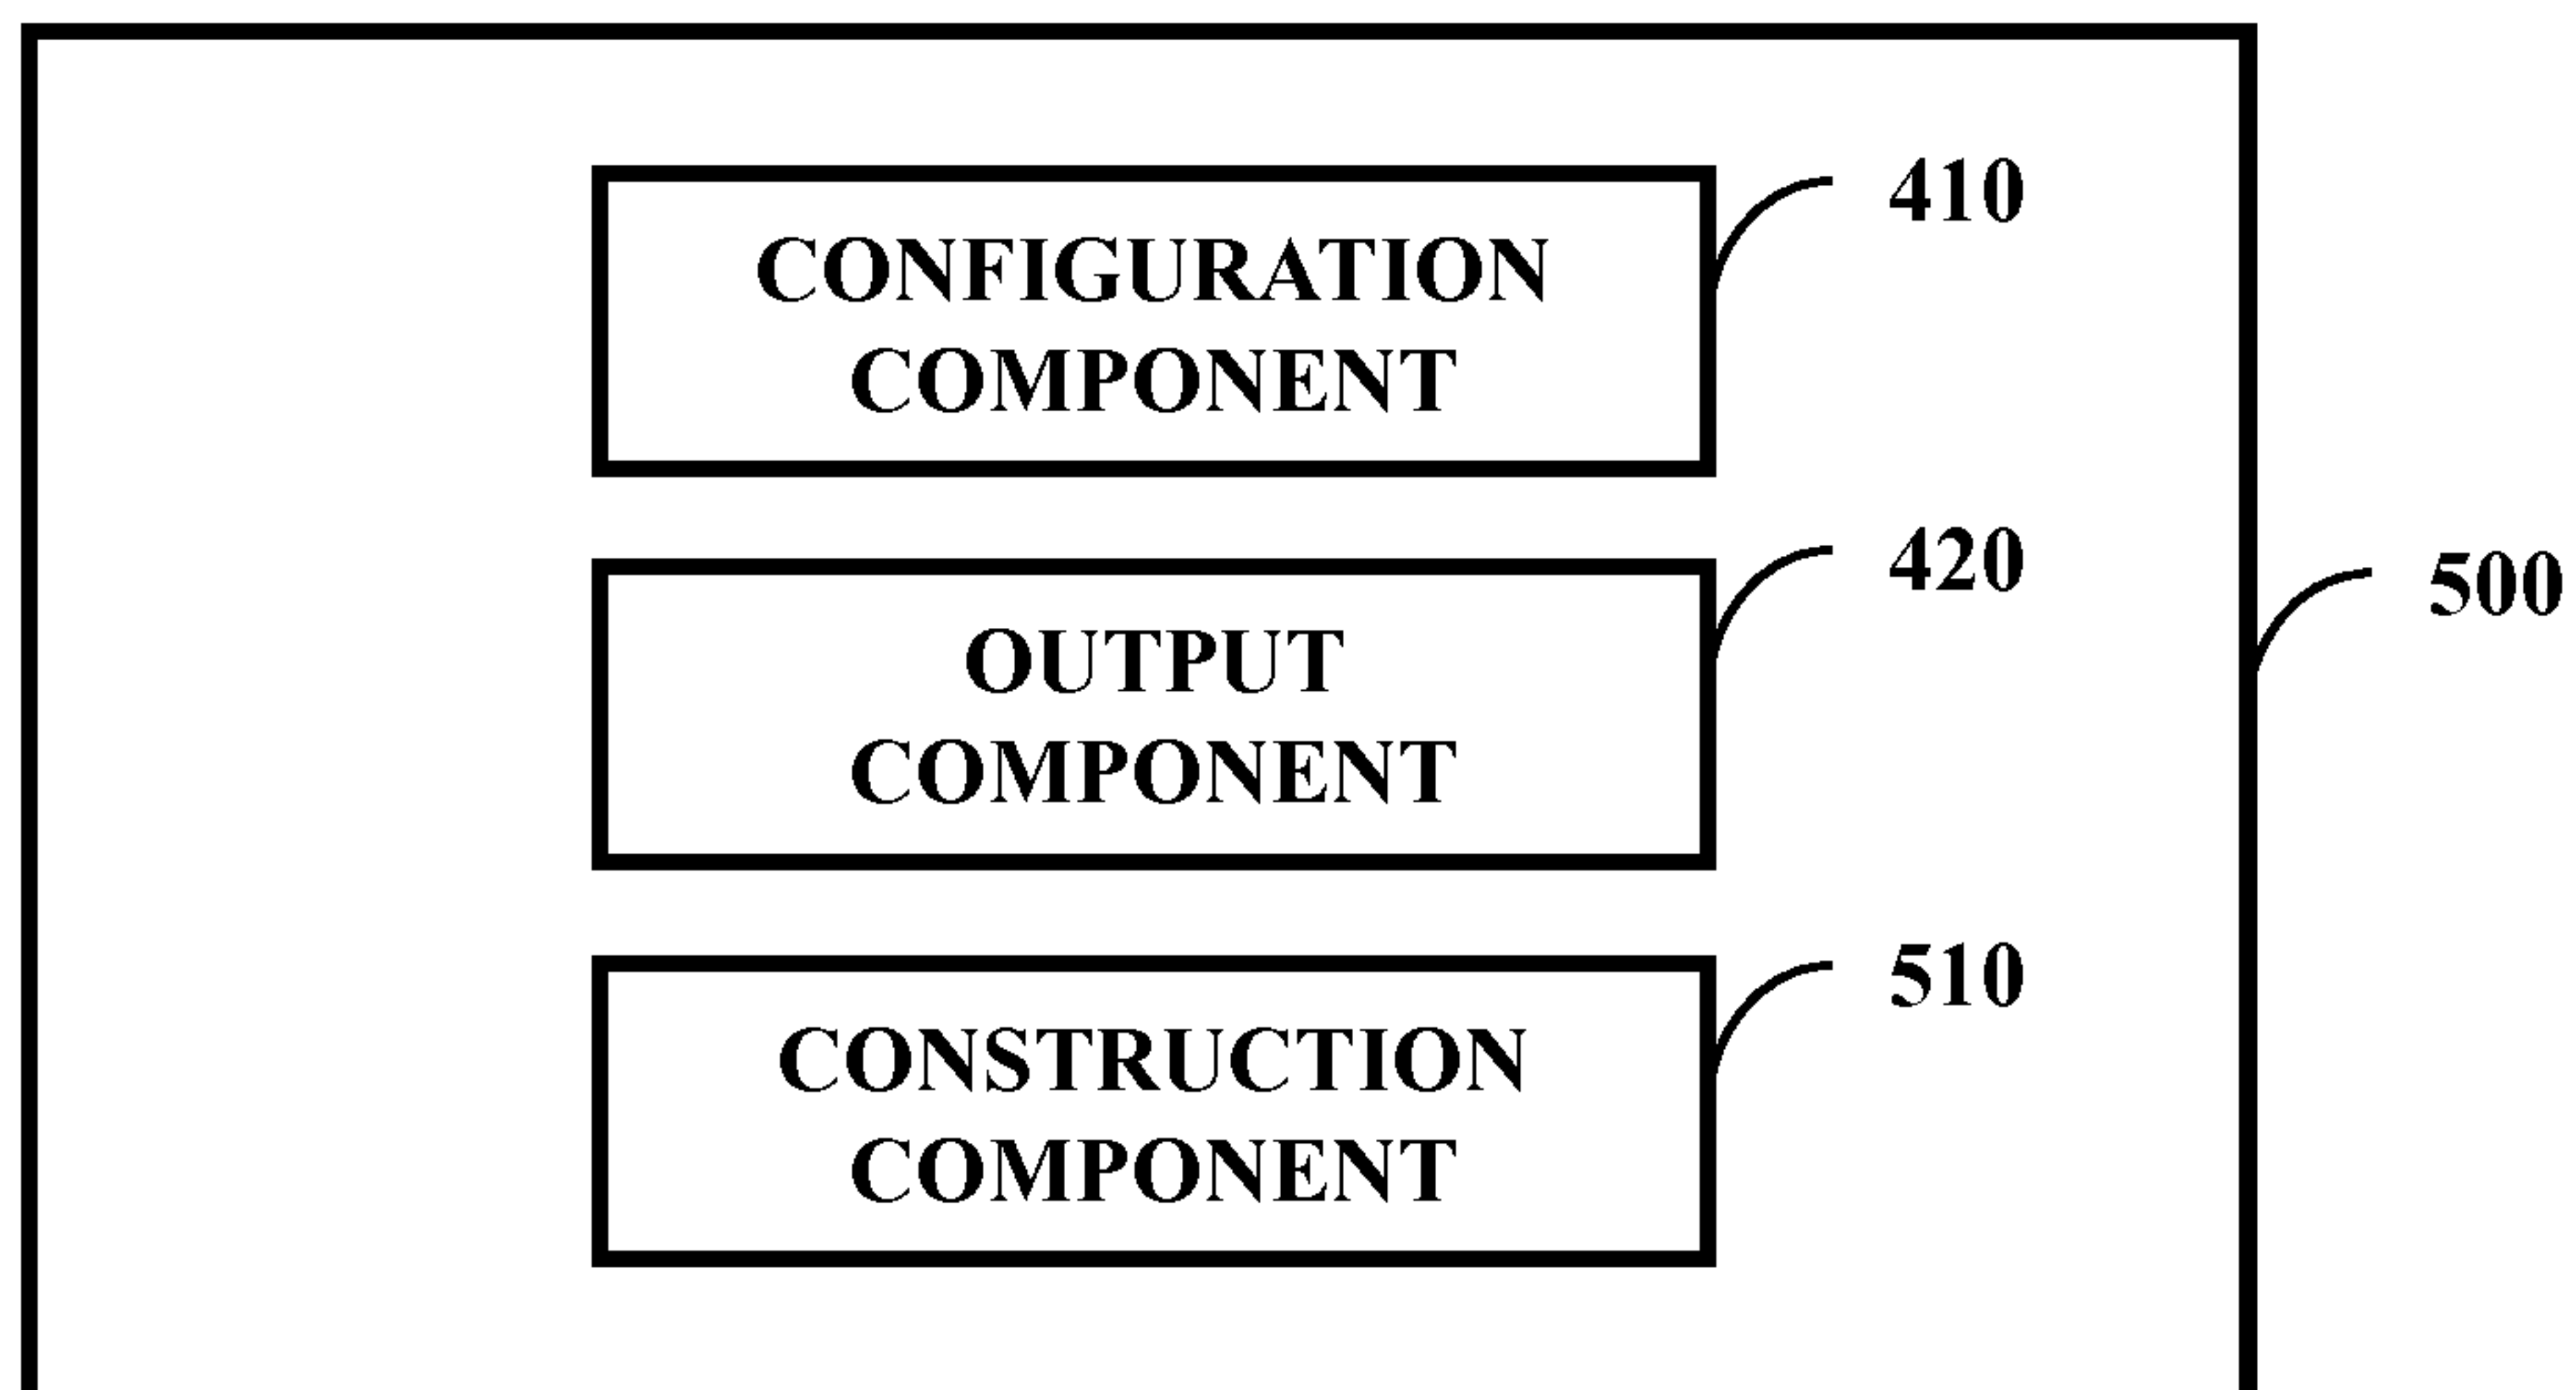 410
CONFIGURATION
COMPONENT
420
500
OUTPUT
COMPONENT
510
CONSTRUCTION
COMPONENT